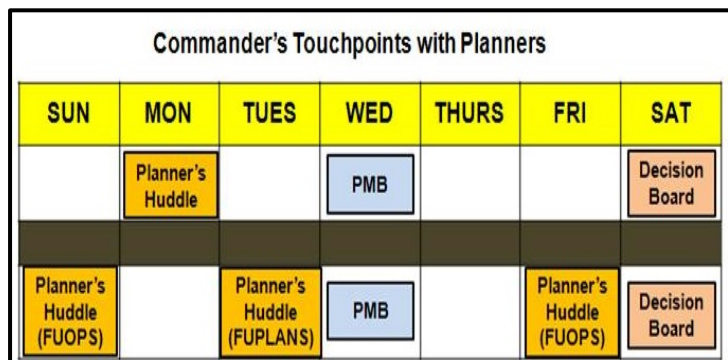 Commander's Touchpoints with Planners
SUN MON TUES WED THURS FRI SAT
Planner's
Huddle
PMB
Decision
Board
Planner's
Huddle
(FUOPS)
Planner's
Huddle
(FUPLANS)
PMB
Planner's
Huddle
(FUOPS)
Decision
Board